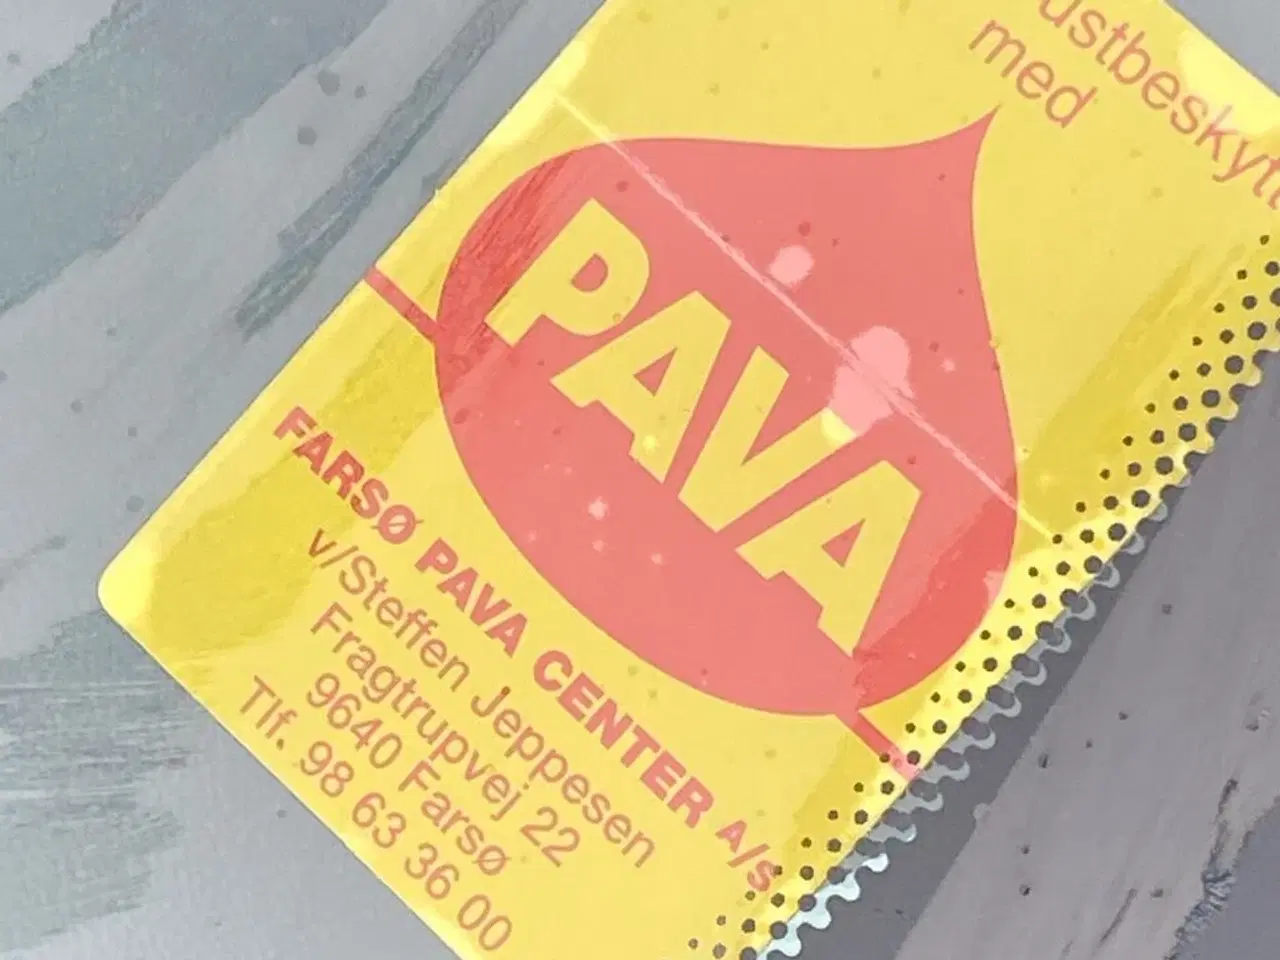 med
PAVA
FARSØ PAVA CENTER A/S
v/Steffen Jeppesen
Fragtrupvej 22
9640 Farsø
Tlf. 98 63 36 00